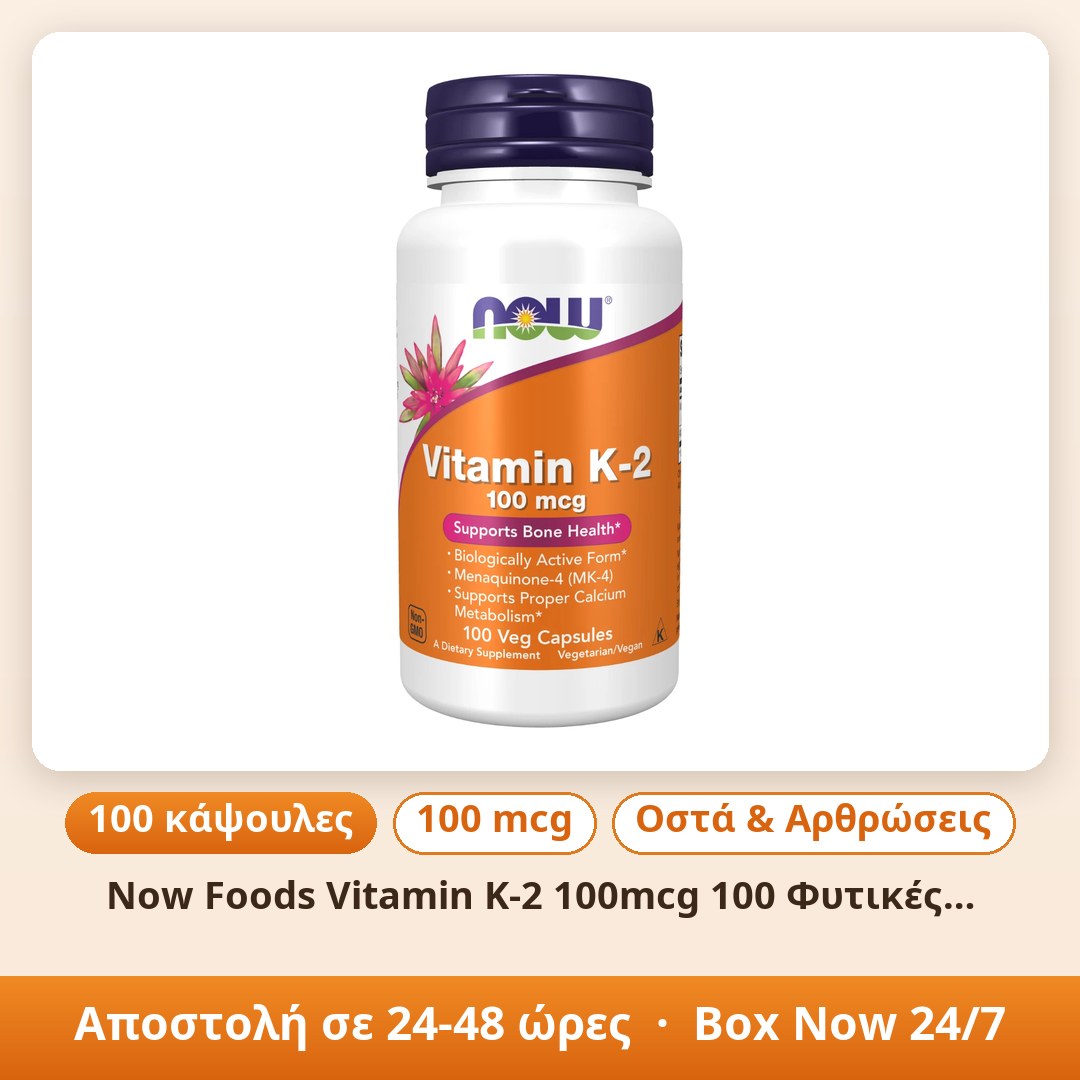 now®
Vitamin K-2
100 mcg
Supports Bone Health*
• Biologically Active Form*
• Menaquinone-4 (MK-4)
• Supports Proper Calcium
Metabolism*
Non-
GMO
100 Veg Capsules
K
A Dietary Supplement Vegetarian/Vegan
100 κάψουλες
100 mcg
Οστά & Αρθρώσεις
Now Foods Vitamin K-2 100mcg 100 Φυτικές...
Αποστολή σε 24-48 ώρες · Box Now 24/7